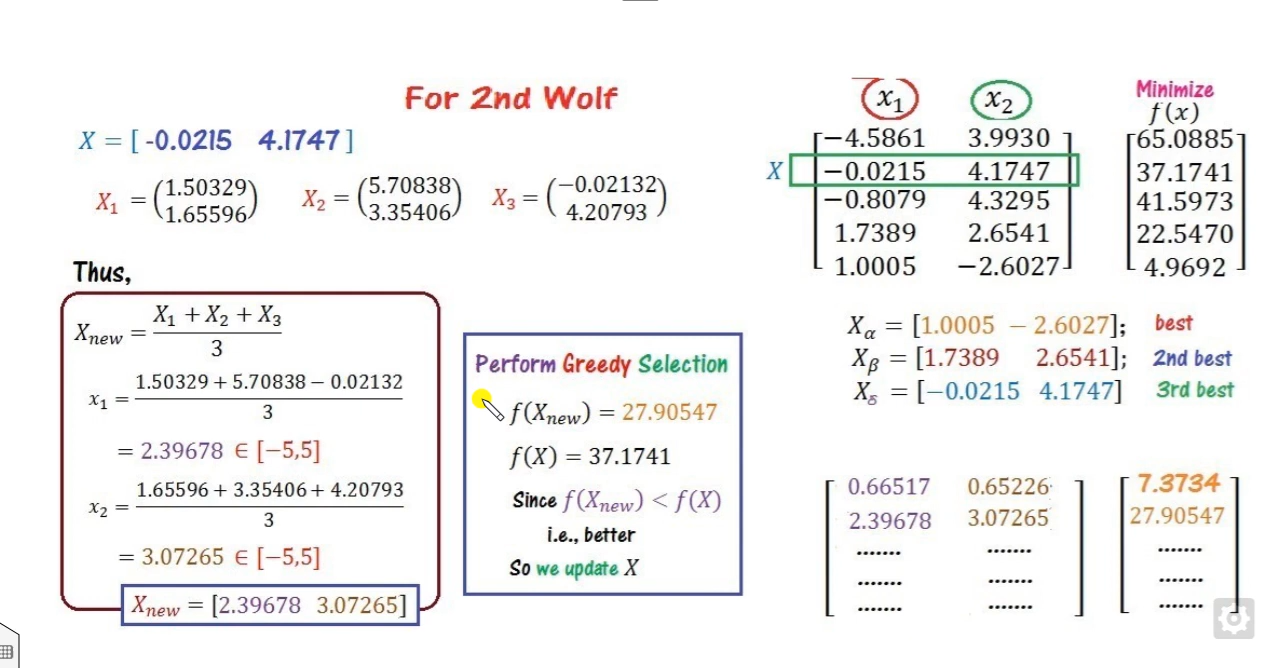 For 2nd Wolf
X = [ -0.0215 4.1747 ]
X₁ = (1.50329 1.65596) X₂ = (5.70838 3.35406) X₃ = (−0.02132 4.20793)
Thus,
X_new = (X₁ + X₂ + X₃)/3
x₁ = (1.50329 + 5.70838 − 0.02132)/3
= 2.39678 ∈ [−5,5]
x₂ = (1.65596 + 3.35406 + 4.20793)/3
= 3.07265 ∈ [−5,5]
X_new = [2.39678 3.07265]
Perform Greedy Selection
f(X_new) = 27.90547
f(X) = 37.1741
Since f(X_new) < f(X)
i.e., better
So we update X
x₁ x₂ Minimize
f(x)
−4.5861 3.9930 65.0885
X −0.0215 4.1747 37.1741
−0.8079 4.3295 41.5973
1.7389 2.6541 22.5470
1.0005 −2.6027 4.9692
X_α = [1.0005 − 2.6027]; best
X_β = [1.7389 2.6541]; 2nd best
X_δ = [−0.0215 4.1747] 3rd best
0.66517 0.65226 7.3734
2.39678 3.07265 27.90547
....... ....... .......
....... ....... .......
....... ....... .......